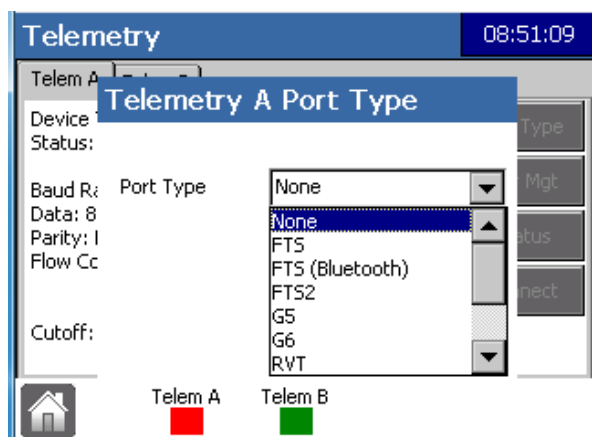 Telemetry
08:51:09
Telem A
Telemetry A Port Type
Device
Type
Status:
Port Type
None
Mgt
Baud Ra
Data: 8
None
Parity:
FTS
Flow Co
FTS (Bluetooth)
FTS2
nnect
G5
Cutoff:
G6
RVT
Telem A
Telem B